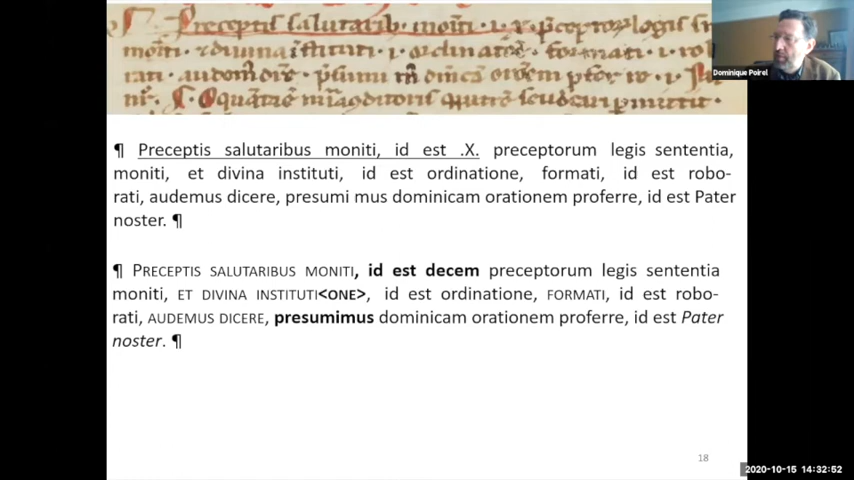 Preceptis salutarib
Dominique Poirel
¶ Preceptis salutaribus moniti, id est .X. preceptorum legis sententia,
moniti, et divina instituti, id est ordinatione, formati, id est robo-
rati, audemus dicere, presumi mus dominicam orationem proferre, id est Pater
noster. ¶
¶ PRECEPTIS SALUTARIBUS MONITI, id est decem preceptorum legis sententia
moniti, ET DIVINA INSTITUTI<ONE>, id est ordinatione, FORMATI, id est robo-
rati, AUDEMUS DICERE, presumimus dominicam orationem proferre, id est Pater
noster. ¶
18
2020-10-15 14:32:52